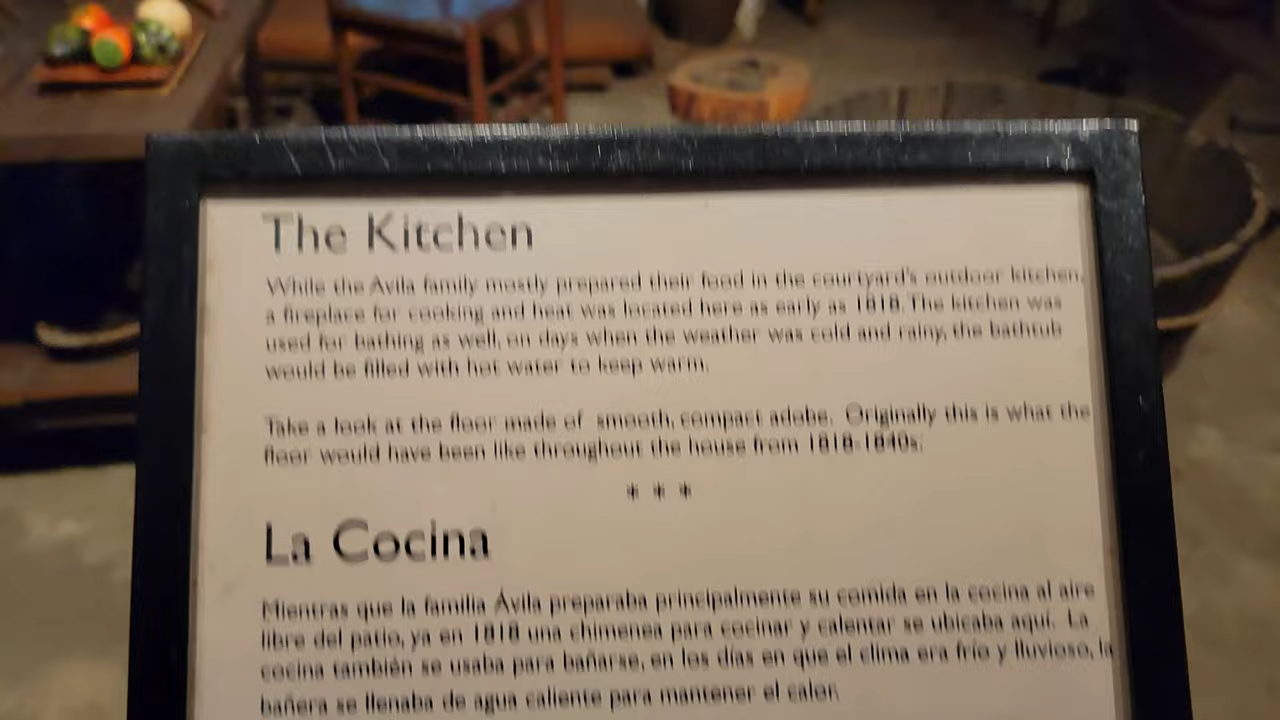 The Kitchen
While the Ávila family mostly prepared their food in the courtyard's outdoor kitchen,
a fireplace for cooking and heat was located here as early as 1818. The kitchen was
used for bathing as well, on days when the weather was cold and rainy, the bathtub
would be filled with hot water to keep warm.
Take a look at the floor made of smooth, compact adobe. Originally this is what the
floor would have been like throughout the house from 1818-1840s.
* * *
La Cocina
Mientras que la familia Ávila preparaba principalmente su comida en la cocina al aire
libre del patio, ya en 1818 una chimenea para cocinar y calentar se ubicaba aquí. La
cocina también se usaba para bañarse, en los días en que el clima era frío y lluvioso, la
bañera se llenaba de agua caliente para mantener el calor.